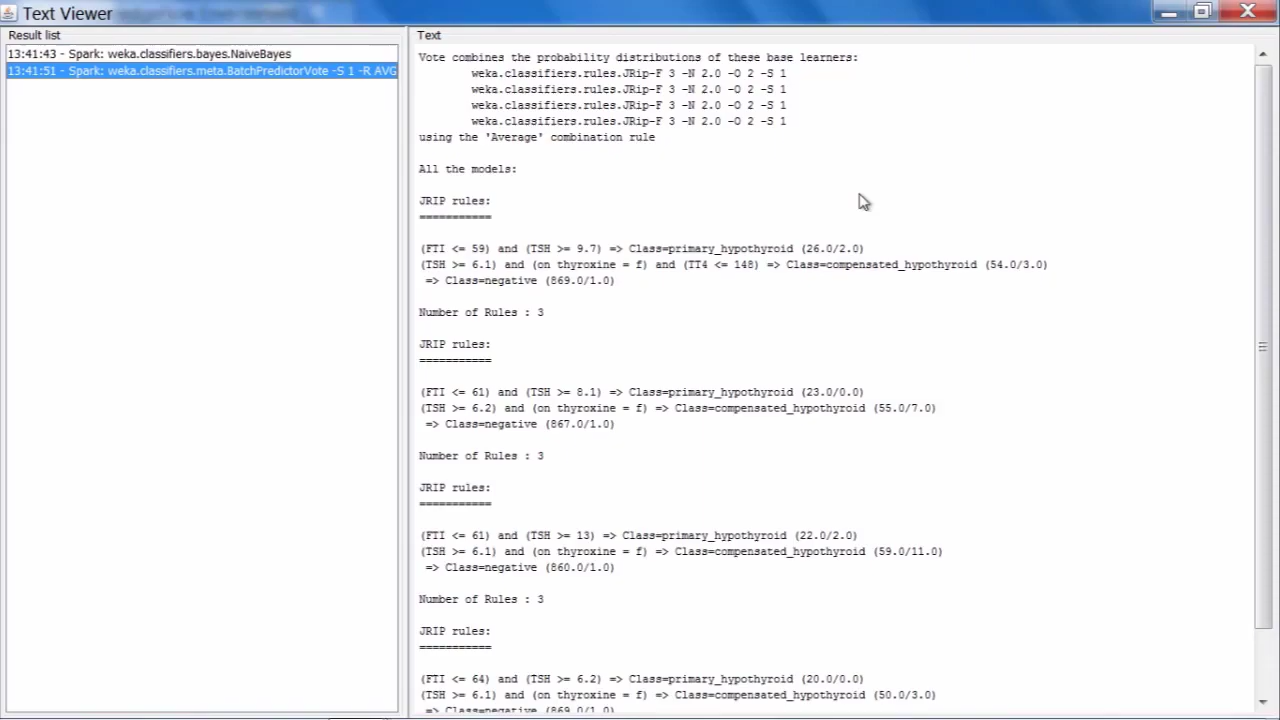 Text Viewer
Result list
13:41:43 - Spark: weka.classifiers.bayes.NaiveBayes
13:41:51 - Spark: weka.classifiers.meta.BatchPredictorVote -S 1 -R AVG
Text
Vote combines the probability distributions of these base learners:
weka.classifiers.rules.JRip-F 3 -N 2.0 -O 2 -S 1
weka.classifiers.rules.JRip-F 3 -N 2.0 -O 2 -S 1
weka.classifiers.rules.JRip-F 3 -N 2.0 -O 2 -S 1
weka.classifiers.rules.JRip-F 3 -N 2.0 -O 2 -S 1
using the 'Average' combination rule
All the models:
JRIP rules:
===========
(FTI <= 59) and (TSH >= 9.7) => Class=primary_hypothyroid (26.0/2.0)
(TSH >= 6.1) and (on thyroxine = f) and (TT4 <= 148) => Class=compensated_hypothyroid (54.0/3.0)
=> Class=negative (869.0/1.0)
Number of Rules : 3
JRIP rules:
===========
(FTI <= 61) and (TSH >= 8.1) => Class=primary_hypothyroid (23.0/0.0)
(TSH >= 6.2) and (on thyroxine = f) => Class=compensated_hypothyroid (55.0/7.0)
=> Class=negative (867.0/1.0)
Number of Rules : 3
JRIP rules:
===========
(FTI <= 61) and (TSH >= 13) => Class=primary_hypothyroid (22.0/2.0)
(TSH >= 6.1) and (on thyroxine = f) => Class=compensated_hypothyroid (59.0/11.0)
=> Class=negative (860.0/1.0)
Number of Rules : 3
JRIP rules:
===========
(FTI <= 64) and (TSH >= 6.2) => Class=primary_hypothyroid (20.0/0.0)
(TSH >= 6.1) and (on thyroxine = f) => Class=compensated_hypothyroid (50.0/3.0)
=> Class=negative (869.0/1.0)